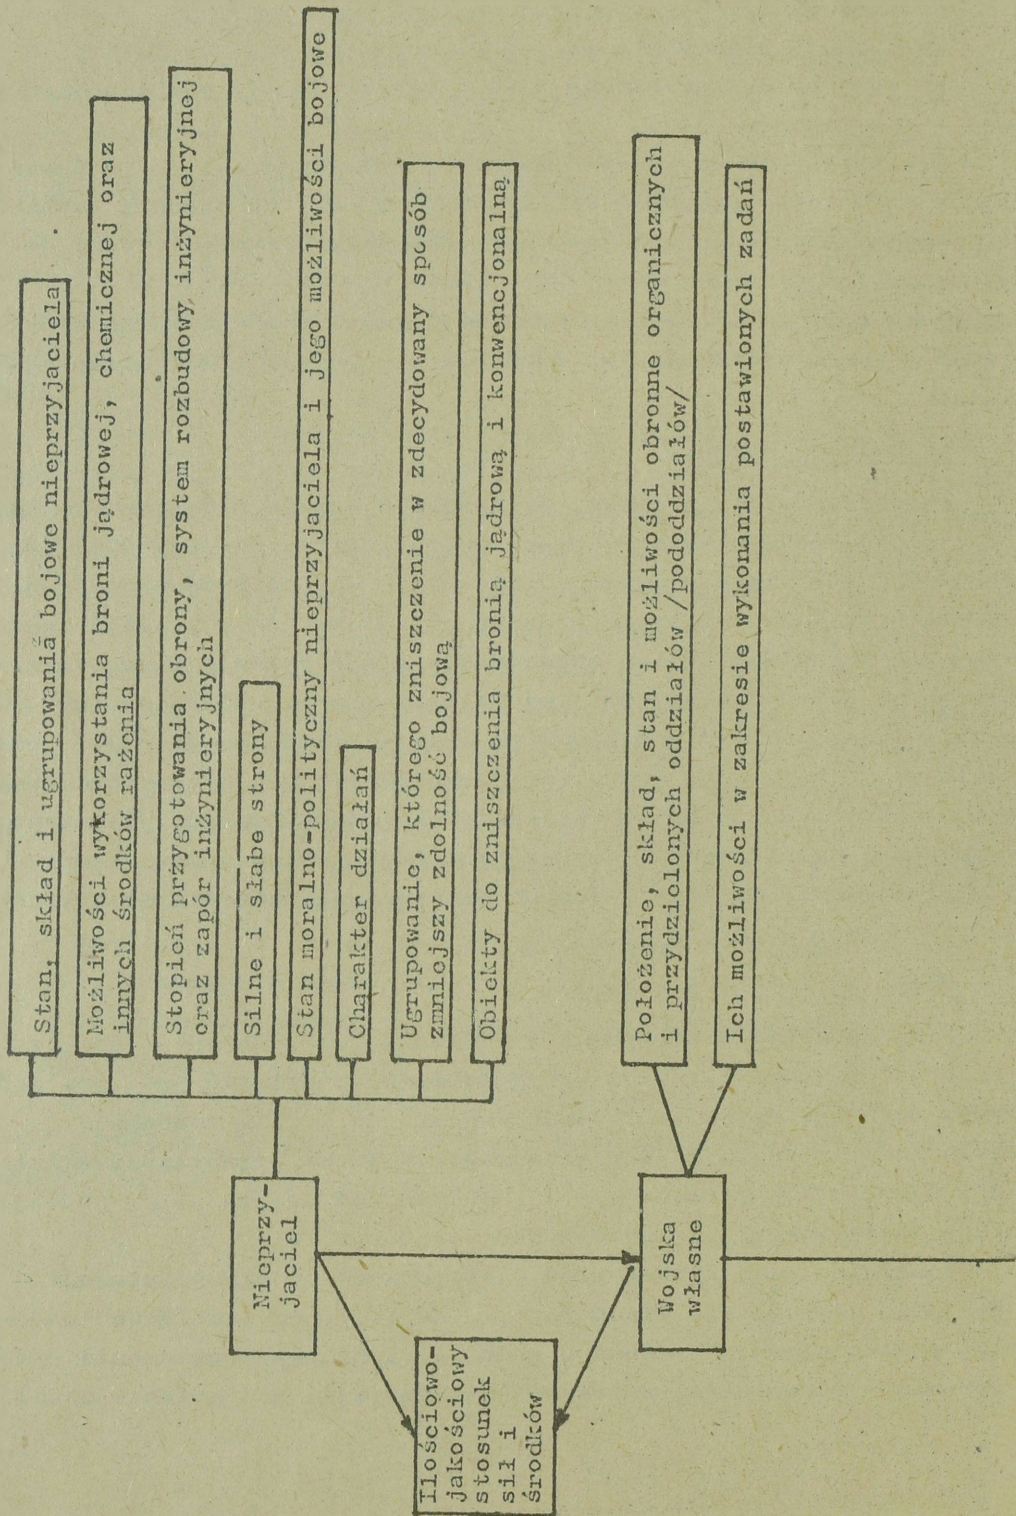 Ilościowo-
jakościowy
stosunek
sił i
środków
Nieprzy-
jaciel
Stan, skład i ugrupowania bojowe nieprzyjaciela
Możliwości wykorzystania broni jądrowej, chemicznej oraz
innych środków rażenia
Stopień przygotowania obrony, system rozbudowy inżynieryjnej
oraz zapór inżynieryjnych
Silne i słabe strony
Stan moralno-polityczny nieprzyjaciela i jego możliwości bojowe
Charakter działań
Ugrupowanie, którego zniszczenie w zdecydowany sposób
zmniejszy zdolność bojową
Obiekty do zniszczenia bronią jądrową i konwencjonalną
Wojska
własne
Położenie, skład, stan i możliwości obronne organicznych
i przydzielonych oddziałów /pododdziałów/
Ich możliwości w zakresie wykonania postawionych zadań